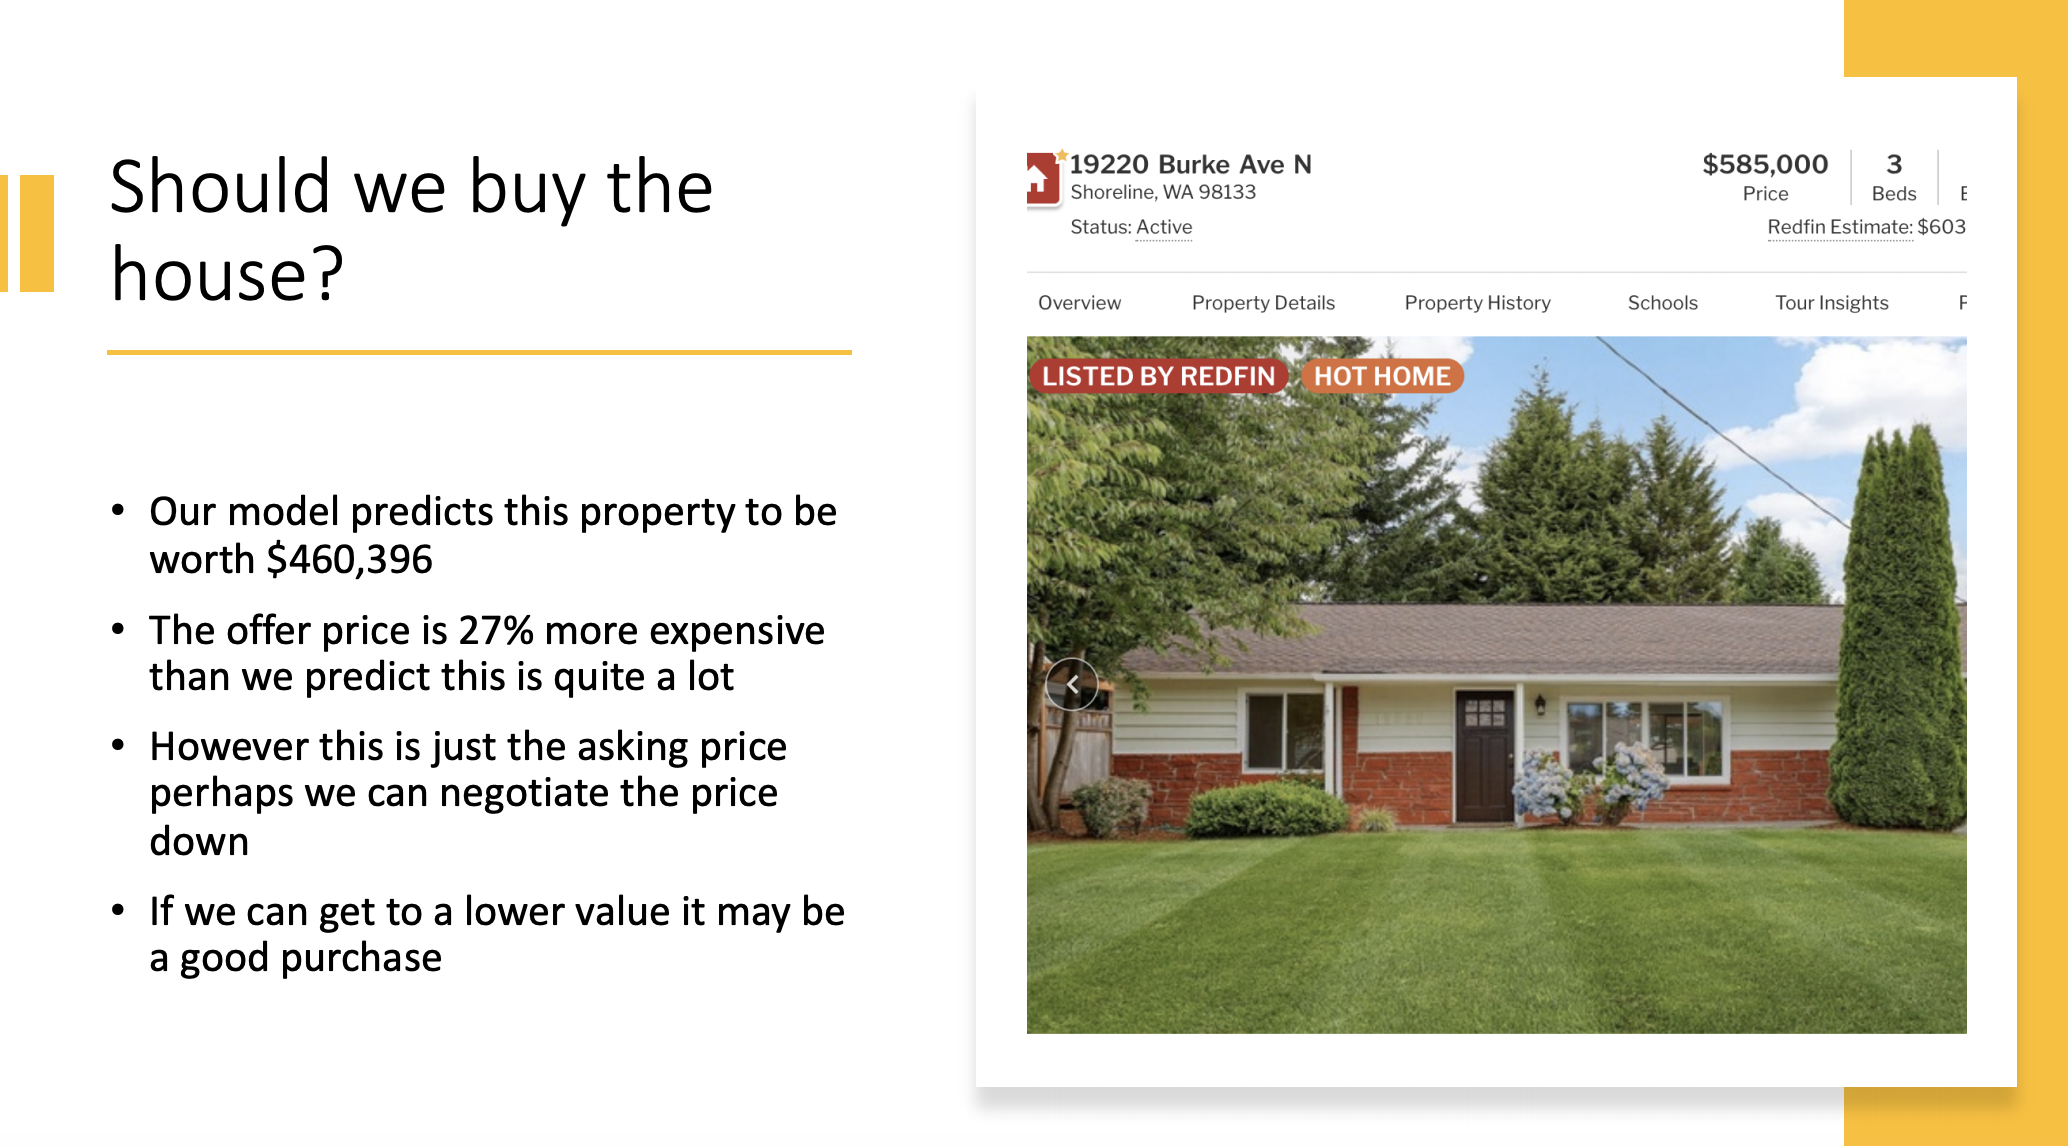 Should we buy the
house?
• Our model predicts this property to be
worth $460,396
• The offer price is 27% more expensive
than we predict this is quite a lot
• However this is just the asking price
perhaps we can negotiate the price
down
• If we can get to a lower value it may be
a good purchase
19220 Burke Ave N
Shoreline, WA 98133
Status: Active
$585,000
Price
3
Beds
Redfin Estimate: $603
Overview Property Details Property History Schools Tour Insights
LISTED BY REDFIN HOT HOME